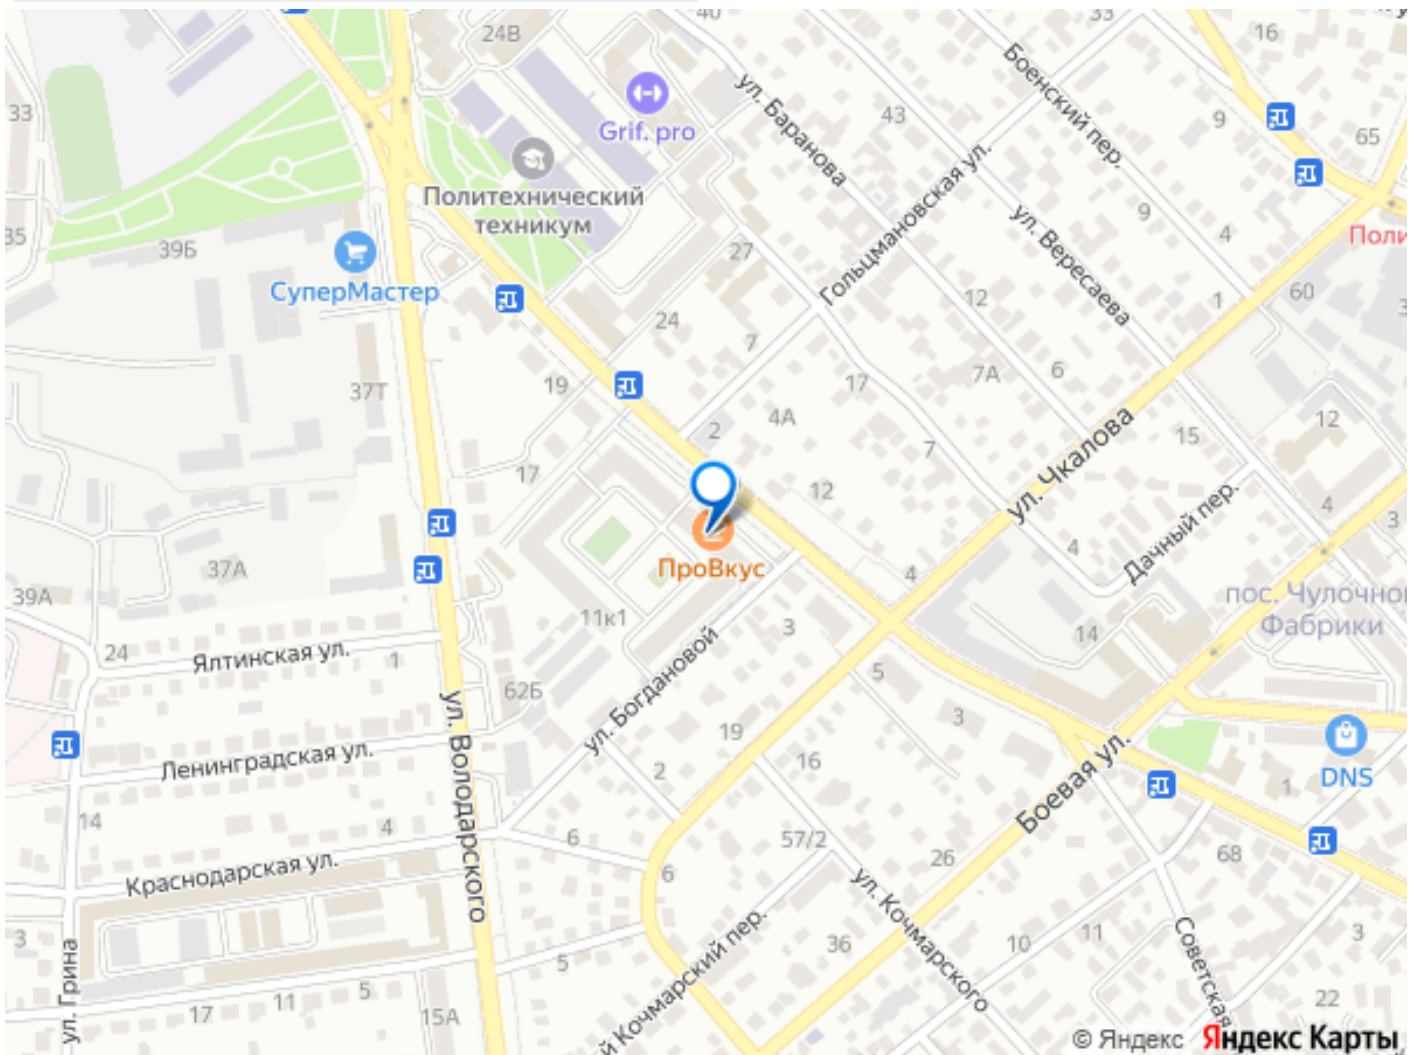 40
33
24В
16
Боенский пер.
33
ул. Баранова
43
9
65
Grif. pro
Политехнический
техникум
Гольцмановская ул.
9
4
Поли
35
39Б
27
ул. Вересаева
СуперМастер
12
1
60
24
7
6
7А
37Т
19
17
4А
12
2
15
7
ул. Чкалова
17
12
4
3
ПроВкус
4
Дачный пер.
37А
4
39А
пос. Чулочно
Фабрики
11к1
3
14
24
Ялтинская ул.
1
5
62Б
ул. Богдановой
3
19
ул. Володарского
Ленинградская ул.
2
16
Боевая ул.
1
DNS
14
4
6
57/2
26
68
Краснодарская ул.
6
ул. Кочмарского
3
ул. Грина
36
10
11
Советская
3
5
й Кочмарский пер.
17
11
5
15А
22
© Яндекс Яндекс Карты